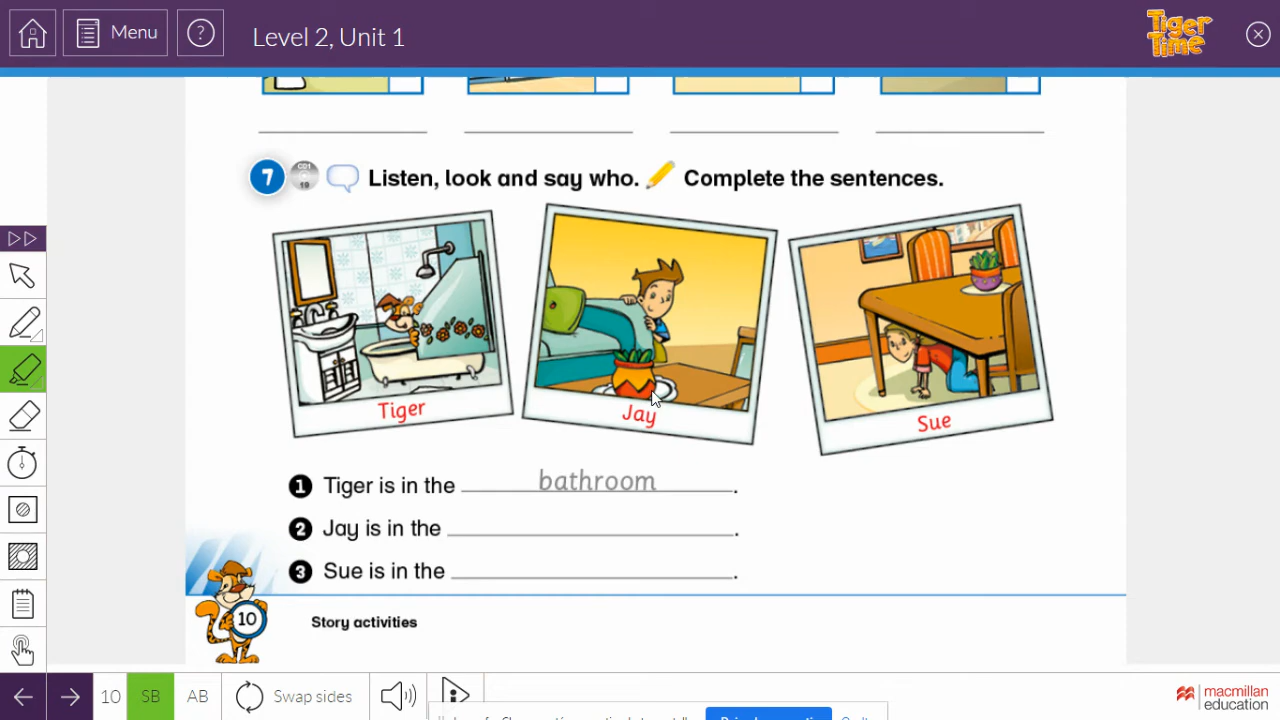 Menu
?
Level 2, Unit 1
Tiger Time
7 CD1 19 Listen, look and say who. Complete the sentences.
Tiger
Jay
Sue
1 Tiger is in the bathroom.
2 Jay is in the ____.
3 Sue is in the ____.
10 Story activities
10 SB AB Swap sides
macmillan education